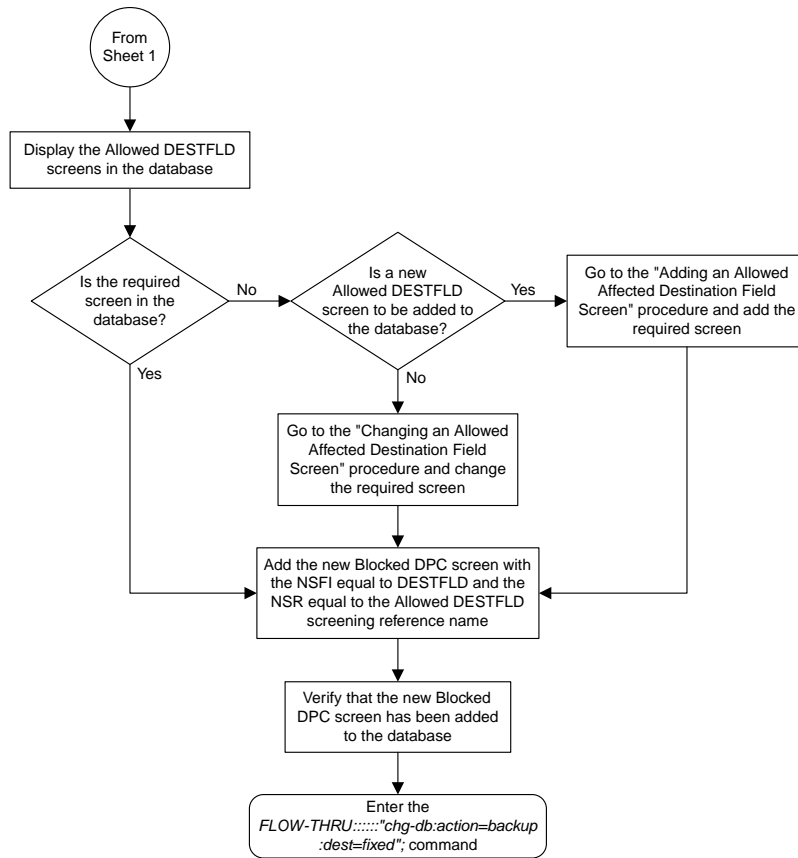 From
Sheet 1
Display the Allowed DESTFLD
screens in the database
Is the required
screen in the
database?
No
Is a new
Allowed DESTFLD
screen to be added to
the database?
Yes
Go to the "Adding an Allowed
Affected Destination Field
Screen" procedure and add the
required screen
Yes
No
Go to the "Changing an Allowed
Affected Destination Field
Screen" procedure and change
the required screen
Add the new Blocked DPC screen with
the NSFI equal to DESTFLD and the
NSR equal to the Allowed DESTFLD
screening reference name
Verify that the new Blocked
DPC screen has been added
to the database
Enter the
FLOW-THRU::::::"chg-db:action=backup
:dest=fixed"; command